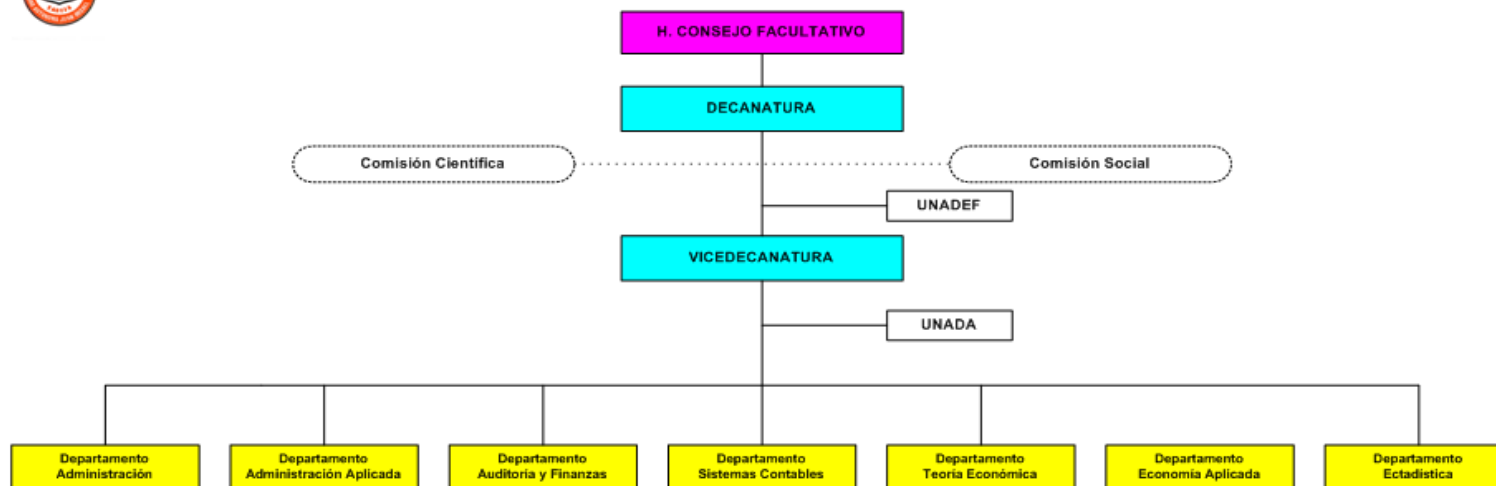 H. CONSEJO FACULTATIVO
DECANATURA
Comisión Científica
Comisión Social
UNADEF
VICEDECANATURA
UNADA
Departamento
Administración
Departamento
Administración Aplicada
Departamento
Auditoria y Finanzas
Departamento
Sistemas Contables
Departamento
Teoría Económica
Departamento
Economía Aplicada
Departamento
Ectadística